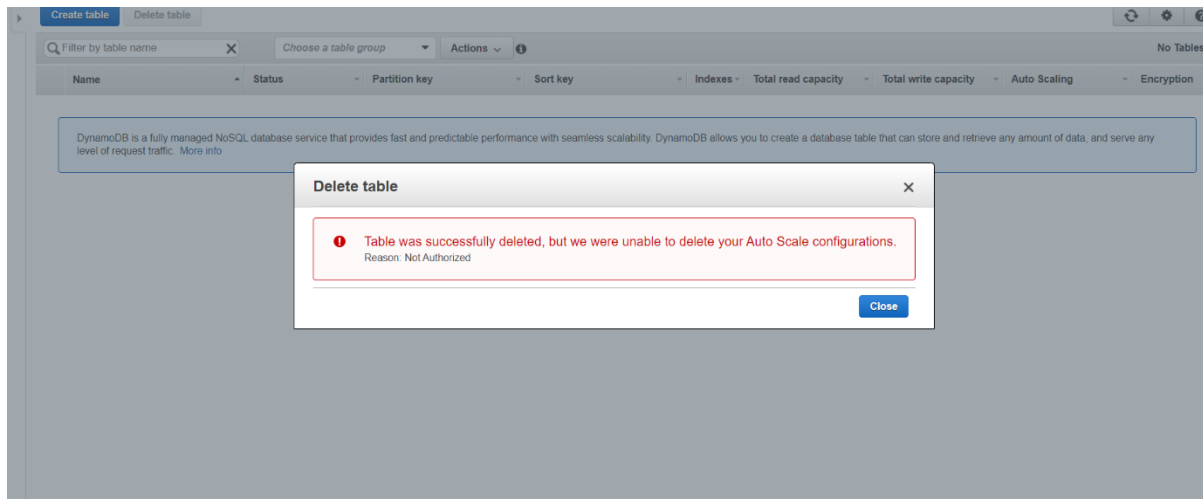 Create table Delete table
Filter by table name Choose a table group Actions No Tables
Name Status Partition key Sort key Indexes Total read capacity Total write capacity Auto Scaling Encryption
DynamoDB is a fully managed NoSQL database service that provides fast and predictable performance with seamless scalability. DynamoDB allows you to create a database table that can store and retrieve any amount of data, and serve any
level of request traffic. More info
Delete table
Table was successfully deleted, but we were unable to delete your Auto Scale configurations.
Reason: Not Authorized
Close